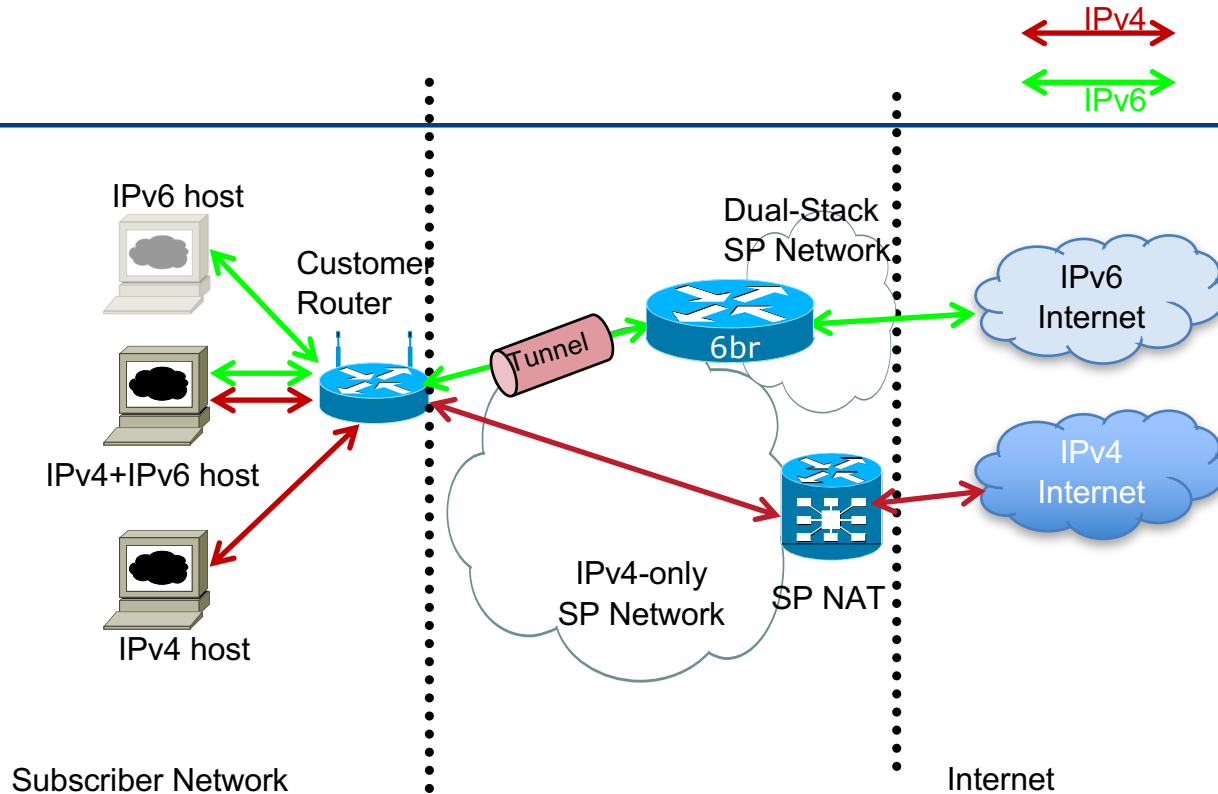 IPv4
IPv6
IPv6 host
Customer
Router
Dual-Stack
SP Network
IPv6
Internet
Tunnel
6br
IPv4+IPv6 host
IPv4
Internet
IPv4-only
SP Network
SP NAT
IPv4 host
Subscriber Network
Internet